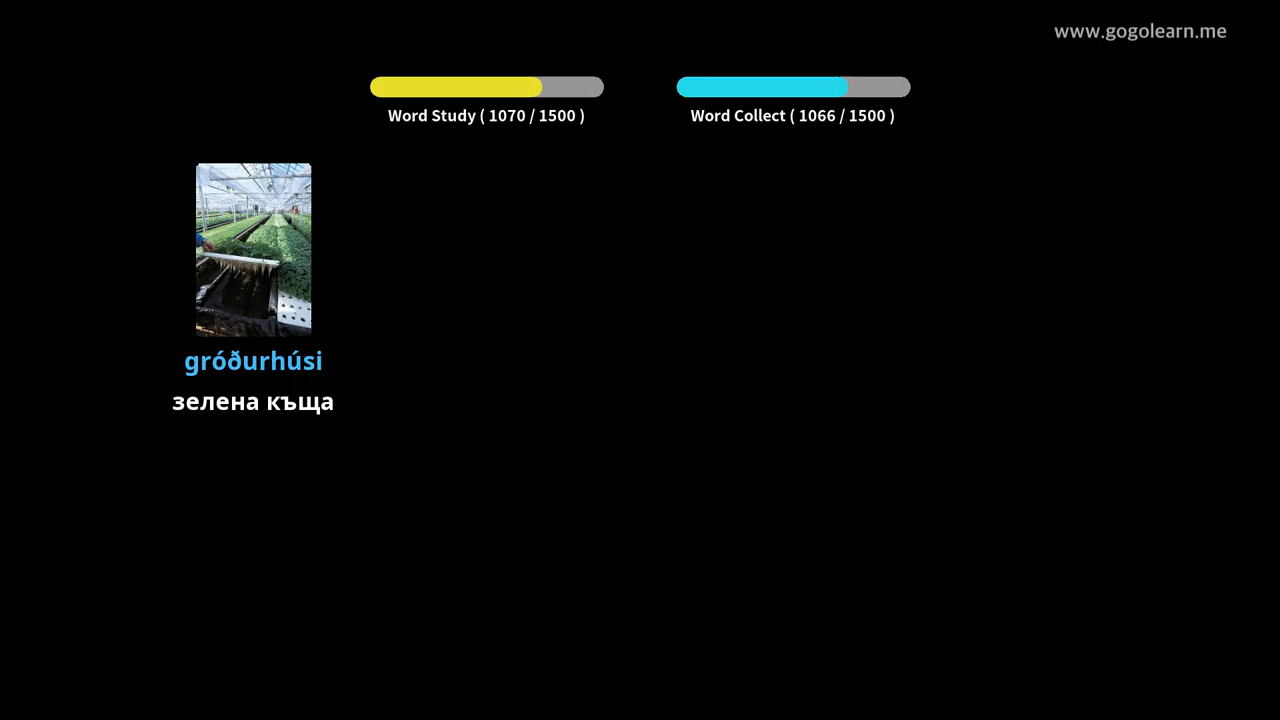 www.gogolearn.me
Word Study ( 1070 / 1500 )
Word Collect ( 1066 / 1500 )
gróðurhúsi
зелена къща